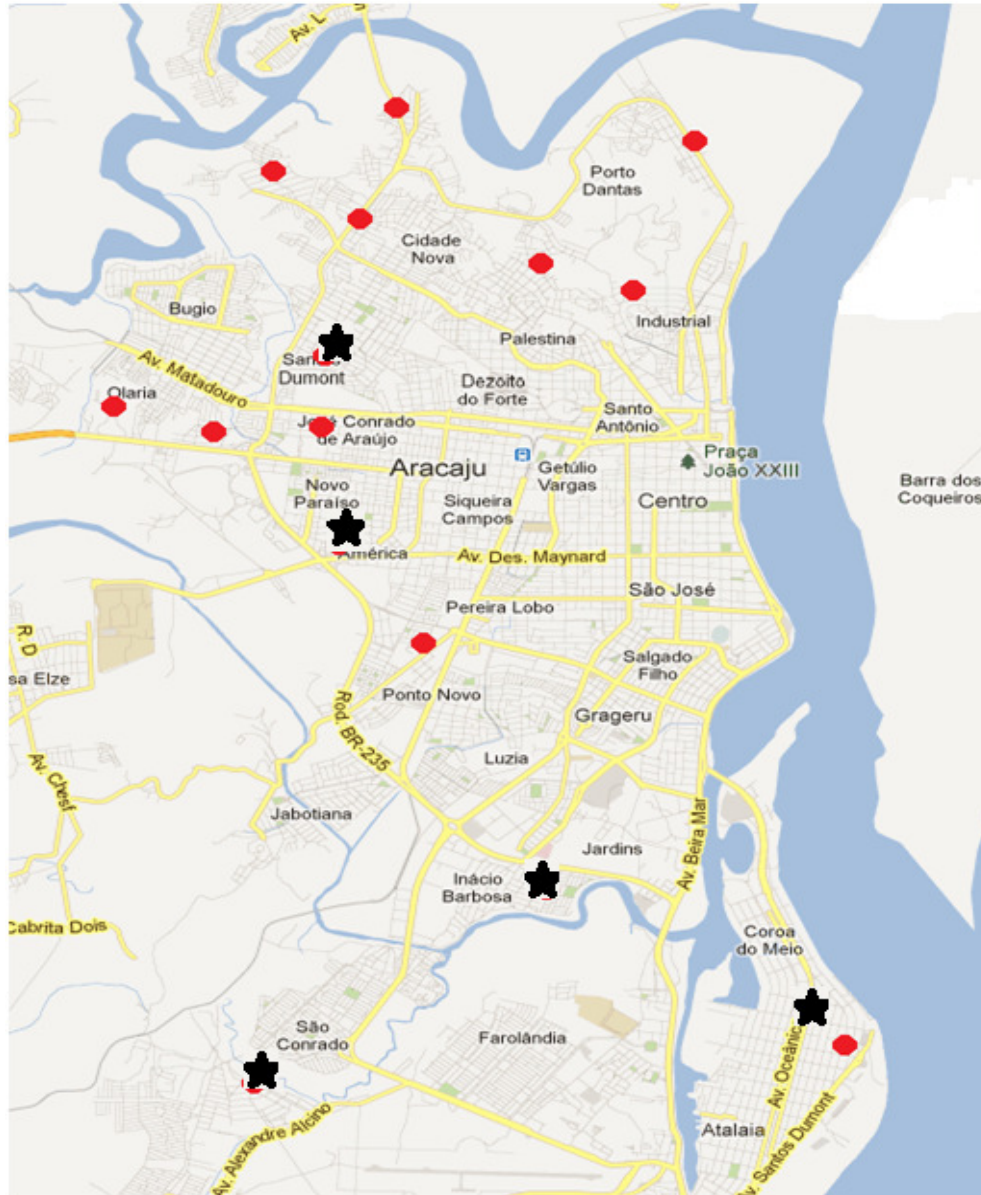 Av. L
Porto
Dantas
Cidade
Nova
Bugio
Industrial
Palestina
Av. Matadouro
Dumont
Dezoito
do Forte
Olaria
Santo
Antônio
de Araújo
Conrado
Praça
João XXIII
Aracaju
Getúlio
Vargas
Barra dos
Coqueiros
Novo
Paraíso
Siqueira
Campos
Centro
América
Av. Des. Maynard
São José
Pereira Lobo
R. D
Salgado
Filho
sa Elze
Ponto Novo
Rod. BR-235
Grageru
Luzia
Av. Chesf
Jabotiana
Av. Beira Mar
Jardins
Inácio
Barbosa
Cabrita Dois
Coroa
do Meio
São
Conrado
Farolândia
Av. Oceânic
Av. Alexandre Alcino
Atalaia
Av. Santos Dumont